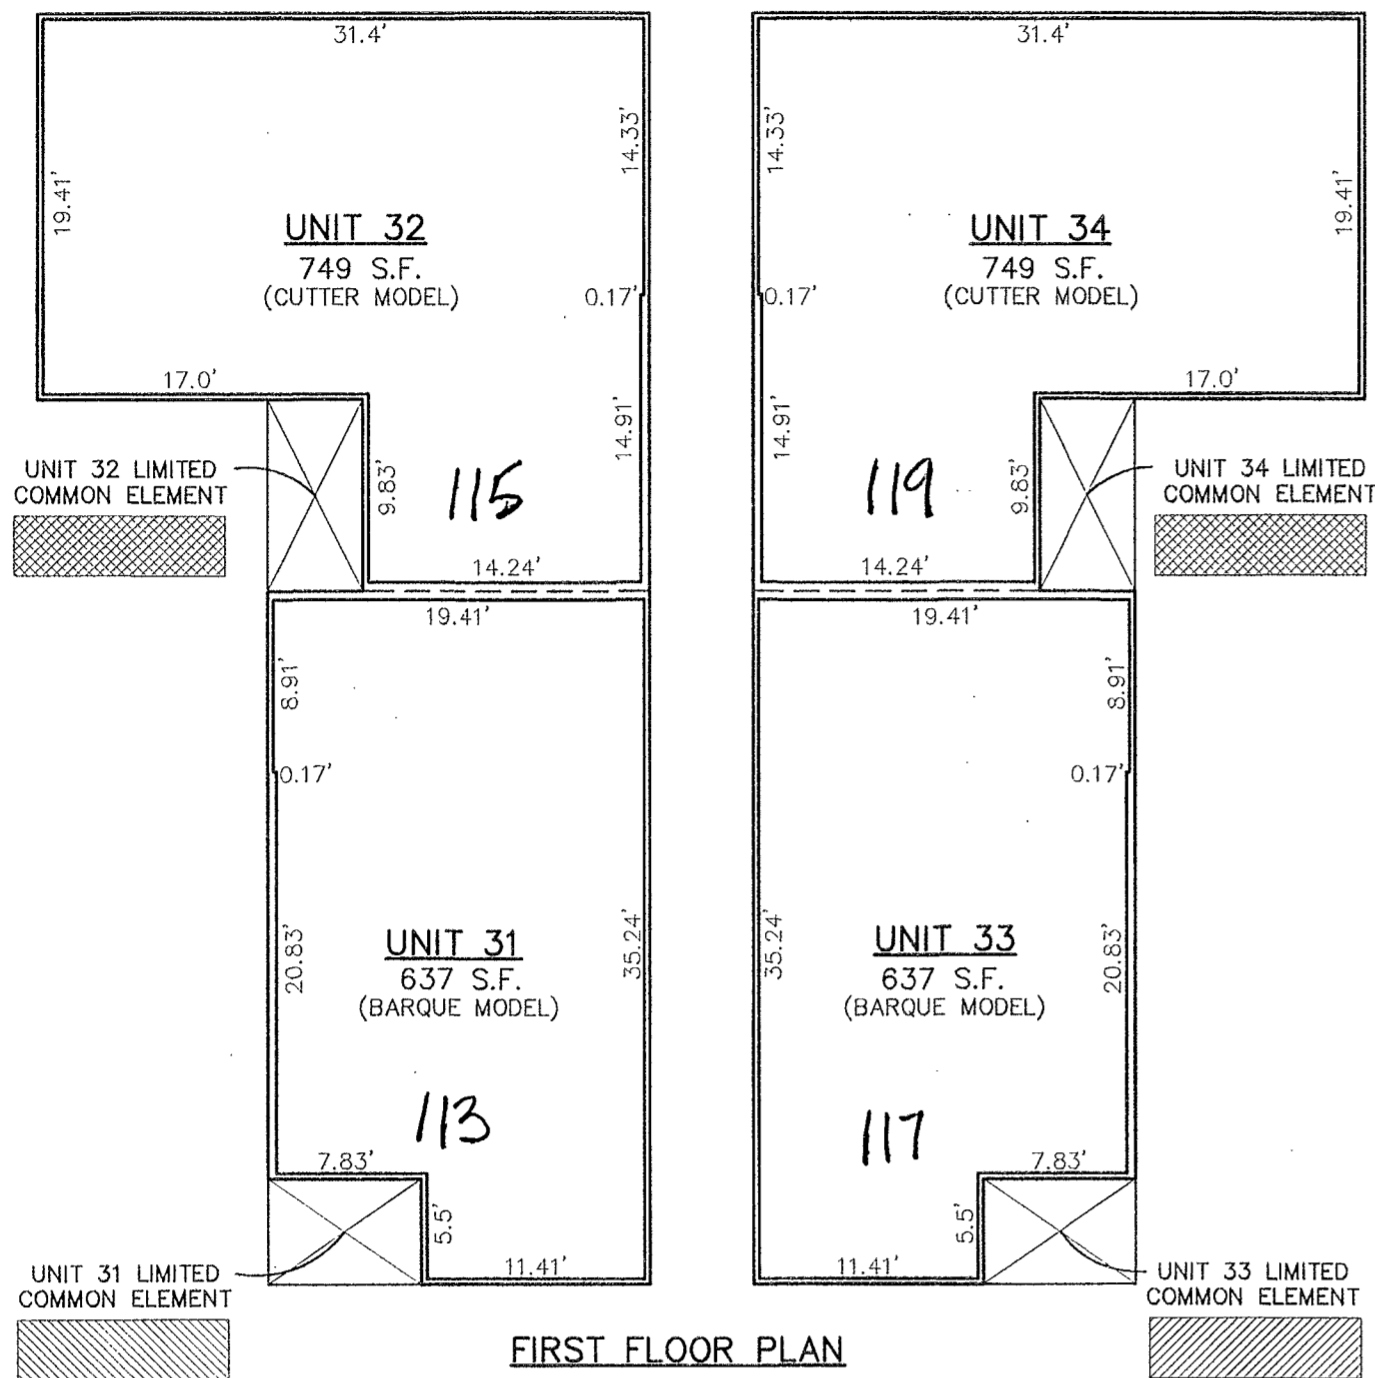 31.4'
14.33'
19.41'
UNIT 32
749 S.F.
(CUTTER MODEL)
0.17'
17.0'
14.91'
9.83'
115
UNIT 32 LIMITED
COMMON ELEMENT
14.24'
31.4'
14.33'
19.41'
UNIT 34
749 S.F.
(CUTTER MODEL)
0.17'
17.0'
14.91'
9.83'
119
UNIT 34 LIMITED
COMMON ELEMENT
14.24'
19.41'
8.91'
0.17'
20.83'
35.24'
UNIT 31
637 S.F.
(BARQUE MODEL)
113
7.83'
5.5'
11.41'
UNIT 31 LIMITED
COMMON ELEMENT
19.41'
8.91'
0.17'
35.24'
20.83'
UNIT 33
637 S.F.
(BARQUE MODEL)
117
7.83'
5.5'
11.41'
UNIT 33 LIMITED
COMMON ELEMENT
FIRST FLOOR PLAN